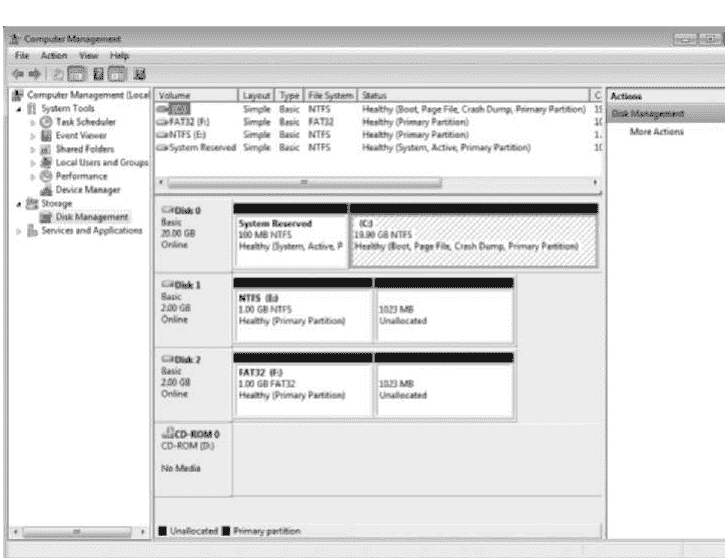 Computer Management
File Action View Help
Computer Management (Local
System Tools
Task Scheduler
Event Viewer
Shared Folders
Local Users and Groups
Performance
Device Manager
Storage
Disk Management
Services and Applications
Volume Layout Type File System Status C
(C:) Simple Basic NTFS Healthy (Boot, Page File, Crash Dump, Primary Partition) 19
FAT32 (F:) Simple Basic FAT32 Healthy (Primary Partition) 10
NTFS (E:) Simple Basic NTFS Healthy (Primary Partition) 1.
System Reserved Simple Basic NTFS Healthy (System, Active, Primary Partition) 10
Disk 0
Basic
20.00 GB
Online
System Reserved
100 MB NTFS
Healthy (System, Active, P
(C:)
19.90 GB NTFS
Healthy (Boot, Page File, Crash Dump, Primary Partition)
Disk 1
Basic
2.00 GB
Online
NTFS (E:)
1.00 GB NTFS
Healthy (Primary Partition)
1023 MB
Unallocated
Disk 2
Basic
2.00 GB
Online
FAT32 (F:)
1.00 GB FAT32
Healthy (Primary Partition)
1023 MB
Unallocated
CD-ROM 0
CD-ROM (D:)
No Media
Unallocated Primary partition
Actions
Disk Management
More Actions